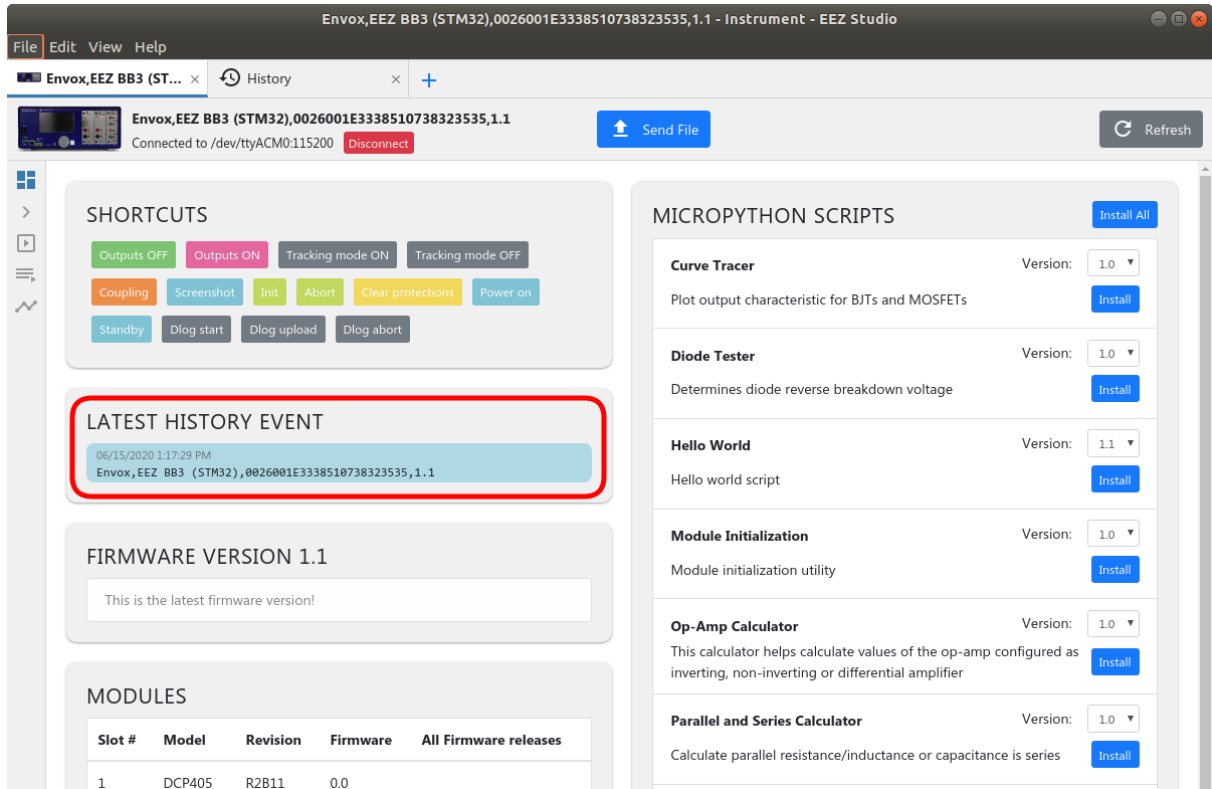 Envox,EEZ BB3 (STM32),0026001E3338510738323535,1.1 - Instrument - EEZ Studio
File Edit View Help
Envox,EEZ BB3 (ST... × History × +
Envox,EEZ BB3 (STM32),0026001E3338510738323535,1.1
Connected to /dev/ttyACM0:115200 Disconnect
Send File
Refresh
SHORTCUTS
Outputs OFF Outputs ON Tracking mode ON Tracking mode OFF
Coupling Screenshot Init Abort Clear protections Power on
Standby Dlog start Dlog upload Dlog abort
LATEST HISTORY EVENT
06/15/2020 1:17:29 PM
Envox,EEZ BB3 (STM32),0026001E3338510738323535,1.1
FIRMWARE VERSION 1.1
This is the latest firmware version!
MODULES
Slot # Model Revision Firmware All Firmware releases
1 DCP405 R2B11 0.0
MICROPYTHON SCRIPTS Install All
Curve Tracer Version: 1.0
Plot output characteristic for BJTs and MOSFETs Install
Diode Tester Version: 1.0
Determines diode reverse breakdown voltage Install
Hello World Version: 1.1
Hello world script Install
Module Initialization Version: 1.0
Module initialization utility Install
Op-Amp Calculator Version: 1.0
This calculator helps calculate values of the op-amp configured as
inverting, non-inverting or differential amplifier Install
Parallel and Series Calculator Version: 1.0
Calculate parallel resistance/inductance or capacitance is series Install